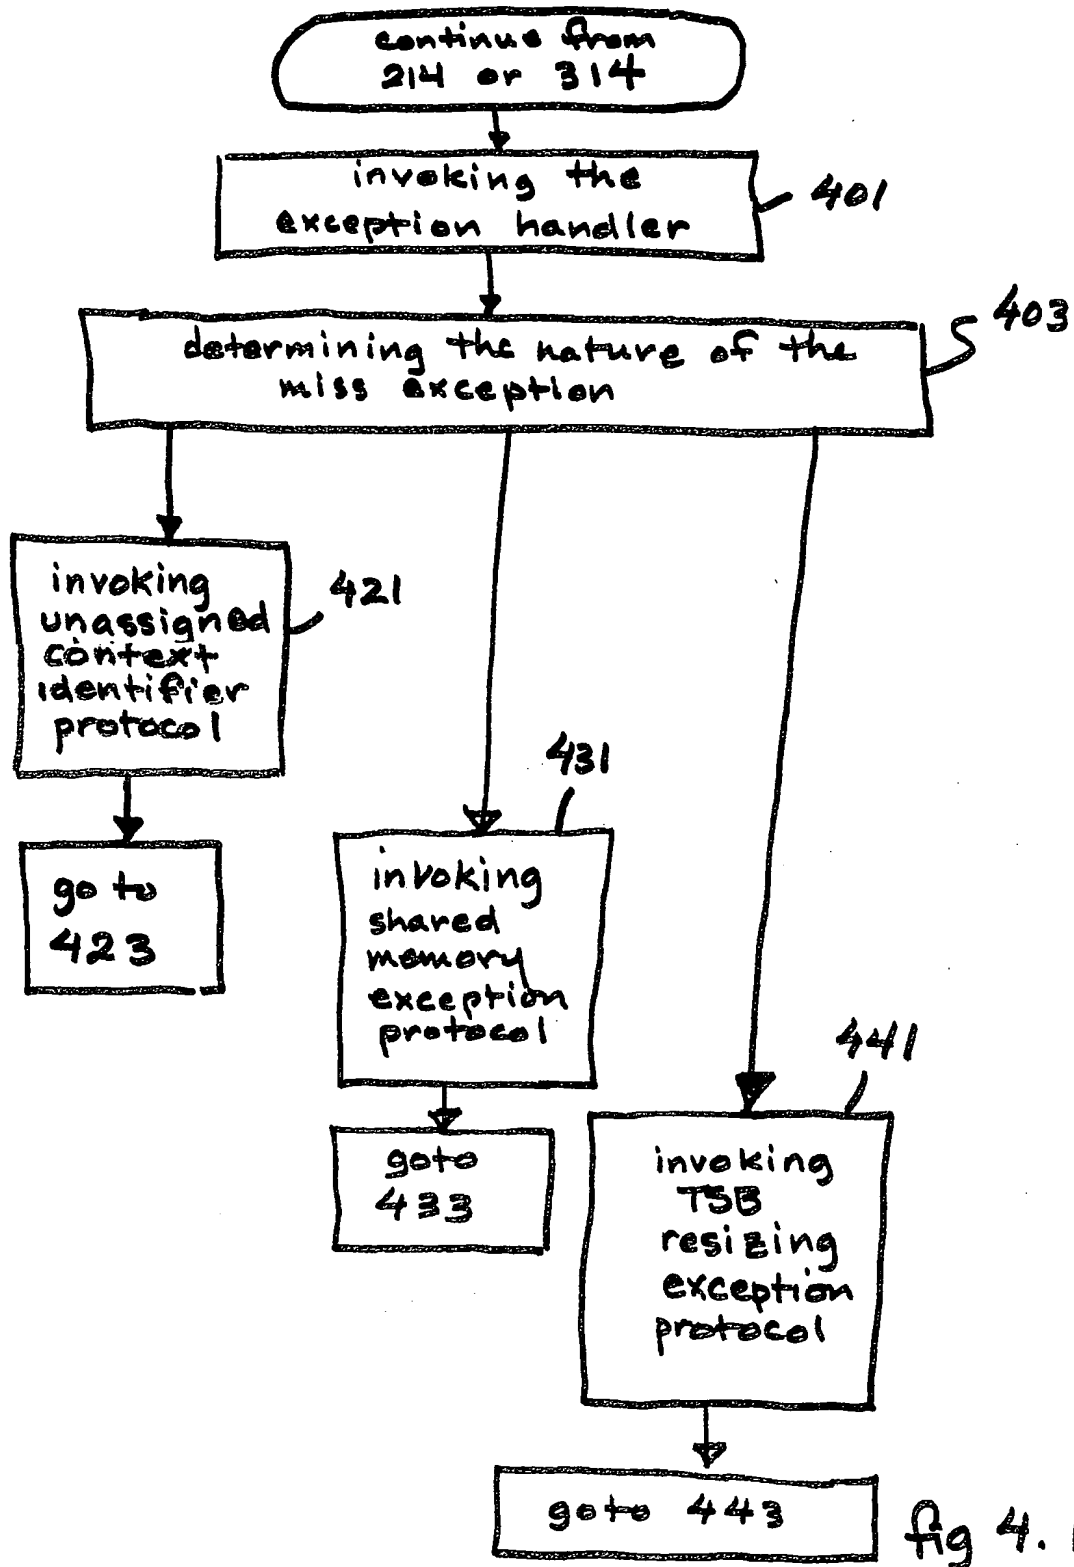 continue from
214 or 314
invoking the
exception handler
401
403
determining the nature of the
miss exception
invoking
unassigned
context
identifier
protocol
421
go to
423
431
invoking
shared
memory
exception
protocol
goto
433
441
invoking
TSB
resizing
exception
protocol
goto 443
fig 4.1